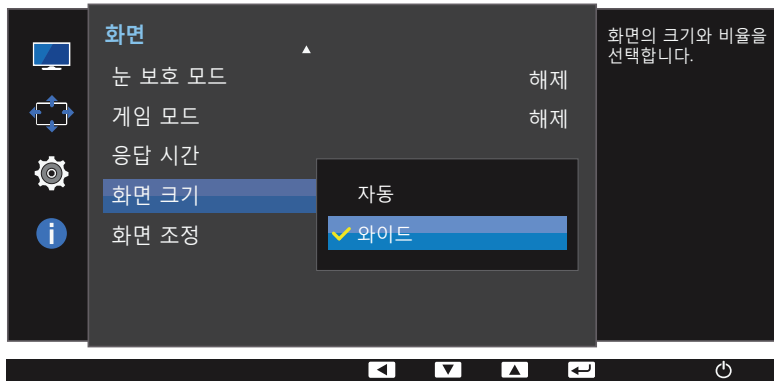 화면
눈 보호 모드 해제
게임 모드 해제
응답 시간
화면 크기
자동
와이드
화면 조정
화면의 크기와 비율을
선택합니다.